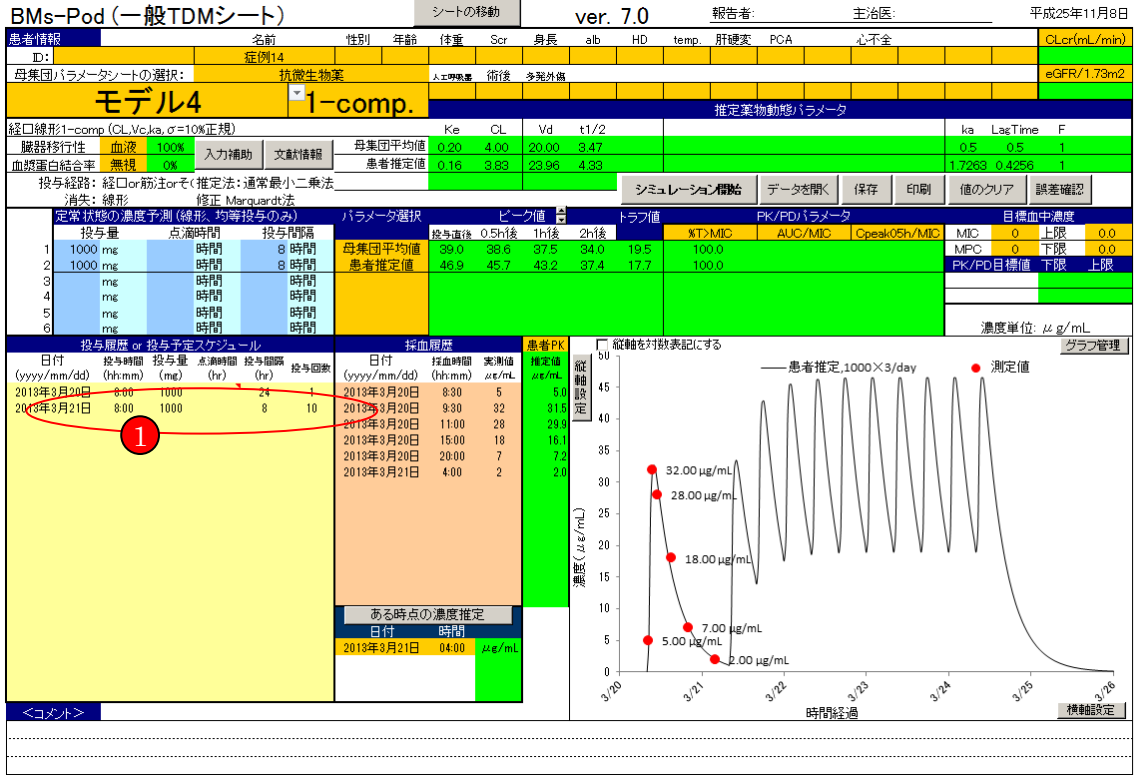 BMs-Pod (一般TDMシート) シートの移動 ver. 7.0 報告者: 主治医: 平成25年11月8日
患者情報 名前 性別 年齢 体重 Scr 身長 alb HD temp. 肝硬変 PCA 心不全 CLcr(mL/min)
ID: 症例14
母集団パラメータシートの選択: 抗微生物薬 人工呼吸器 術後 多発外傷 eGFR/1.73m2
モデル4 1-comp. 推定薬物動態パラメータ
経口線形1-comp (CL,Vc,ka, σ=10%正規) Ke CL Vd t1/2 ka LagTime F
臓器移行性 血液 100% 入力補助 文献情報 母集団平均値 0.20 4.00 20.00 3.47 0.5 0.5 1
血漿蛋白結合率 無視 0% 患者推定値 0.16 3.83 23.96 4.33 1.7263 0.4256 1
投与経路: 経口or筋注orそ(推定法: 通常最小二乗法 シミュレーション開始 データを開く 保存 印刷 値のクリア 誤差確認
消失: 線形 修正 Marquardt法
定常状態の濃度予測 (線形、均等投与のみ) パラメータ選択 ピーク値 トラフ値 PK/PDパラメータ 目標血中濃度
投与量 点滴時間 投与間隔 投与直後 0.5h後 1h後 2h後 %T>MIC AUC/MIC Cpeak05h/MIC MIC 0 上限 0.0
1 1000 mg 時間 8 時間 母集団平均値 39.0 38.6 37.5 34.0 19.5 100.0 MPC 0 下限 0.0
2 1000 mg 時間 8 時間 患者推定値 46.9 45.7 43.2 37.4 17.7 100.0 PK/PD目標値 下限 上限
3 mg 時間 時間
4 mg 時間 時間
5 mg 時間 時間
6 mg 時間 時間 濃度単位: μg/mL
投与履歴 or 投与予定スケジュール 採血履歴 患者PK 縦軸を対数表記にする グラフ管理
日付 投与時間 投与量 点滴時間 投与間隔 投与回数 日付 採血時間 実測値 推定値
(yyyy/mm/dd) (hh:mm) (mg) (hr) (hr) (yyyy/mm/dd) (hh:mm) μg/mL μg/mL
2013年3月20日 8:00 1000 24 1 2013年3月20日 8:30 5 5.0
2013年3月21日 8:00 1000 8 10 2013年3月20日 9:30 32 31.5
1 2013年3月20日 11:00 28 29.9
2013年3月20日 15:00 18 16.1
2013年3月20日 20:00 7 7.2
2013年3月21日 4:00 2 2.0
縦軸設定
患者推定,1000×3/day 測定値
50
45
40
35
30
25
20
15
10
5
0
濃度(μg/mL)
32.00 μg/mL
28.00 μg/mL
18.00 μg/mL
7.00 μg/mL
5.00 μg/mL
2.00 μg/mL
3/20 3/21 3/22 3/23 3/24 3/25 3/26
時間経過 横軸設定
ある時点の濃度推定
日付 時間
2013年3月21日 04:00 μg/mL
<コメント>